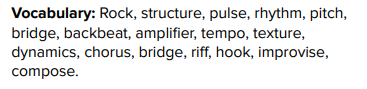 Vocabulary: Rock, structure, pulse, rhythm, pitch,
bridge, backbeat, amplifier, tempo, texture,
dynamics, chorus, bridge, riff, hook, improvise,
compose.